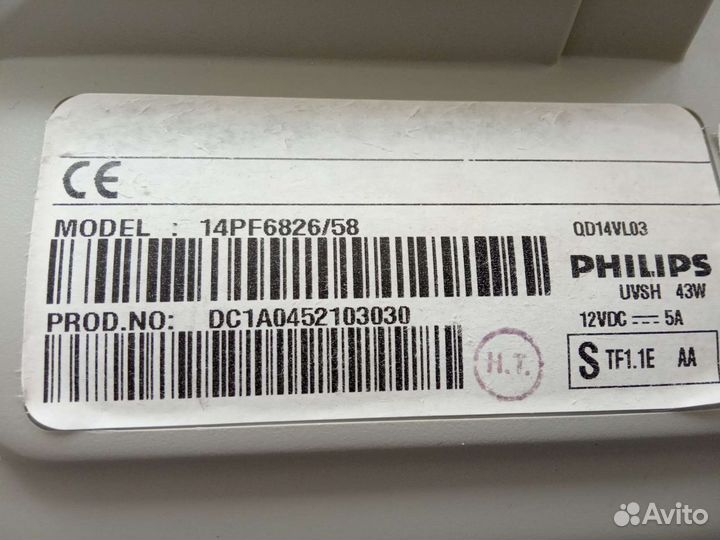 CE
MODEL : 14PF6826/58
QD14VL03
PHILIPS
UVSH 43W
PROD.NO: DC1A0452103030
12VDC 5A
H.T.
S TF1.1E AA
Avito